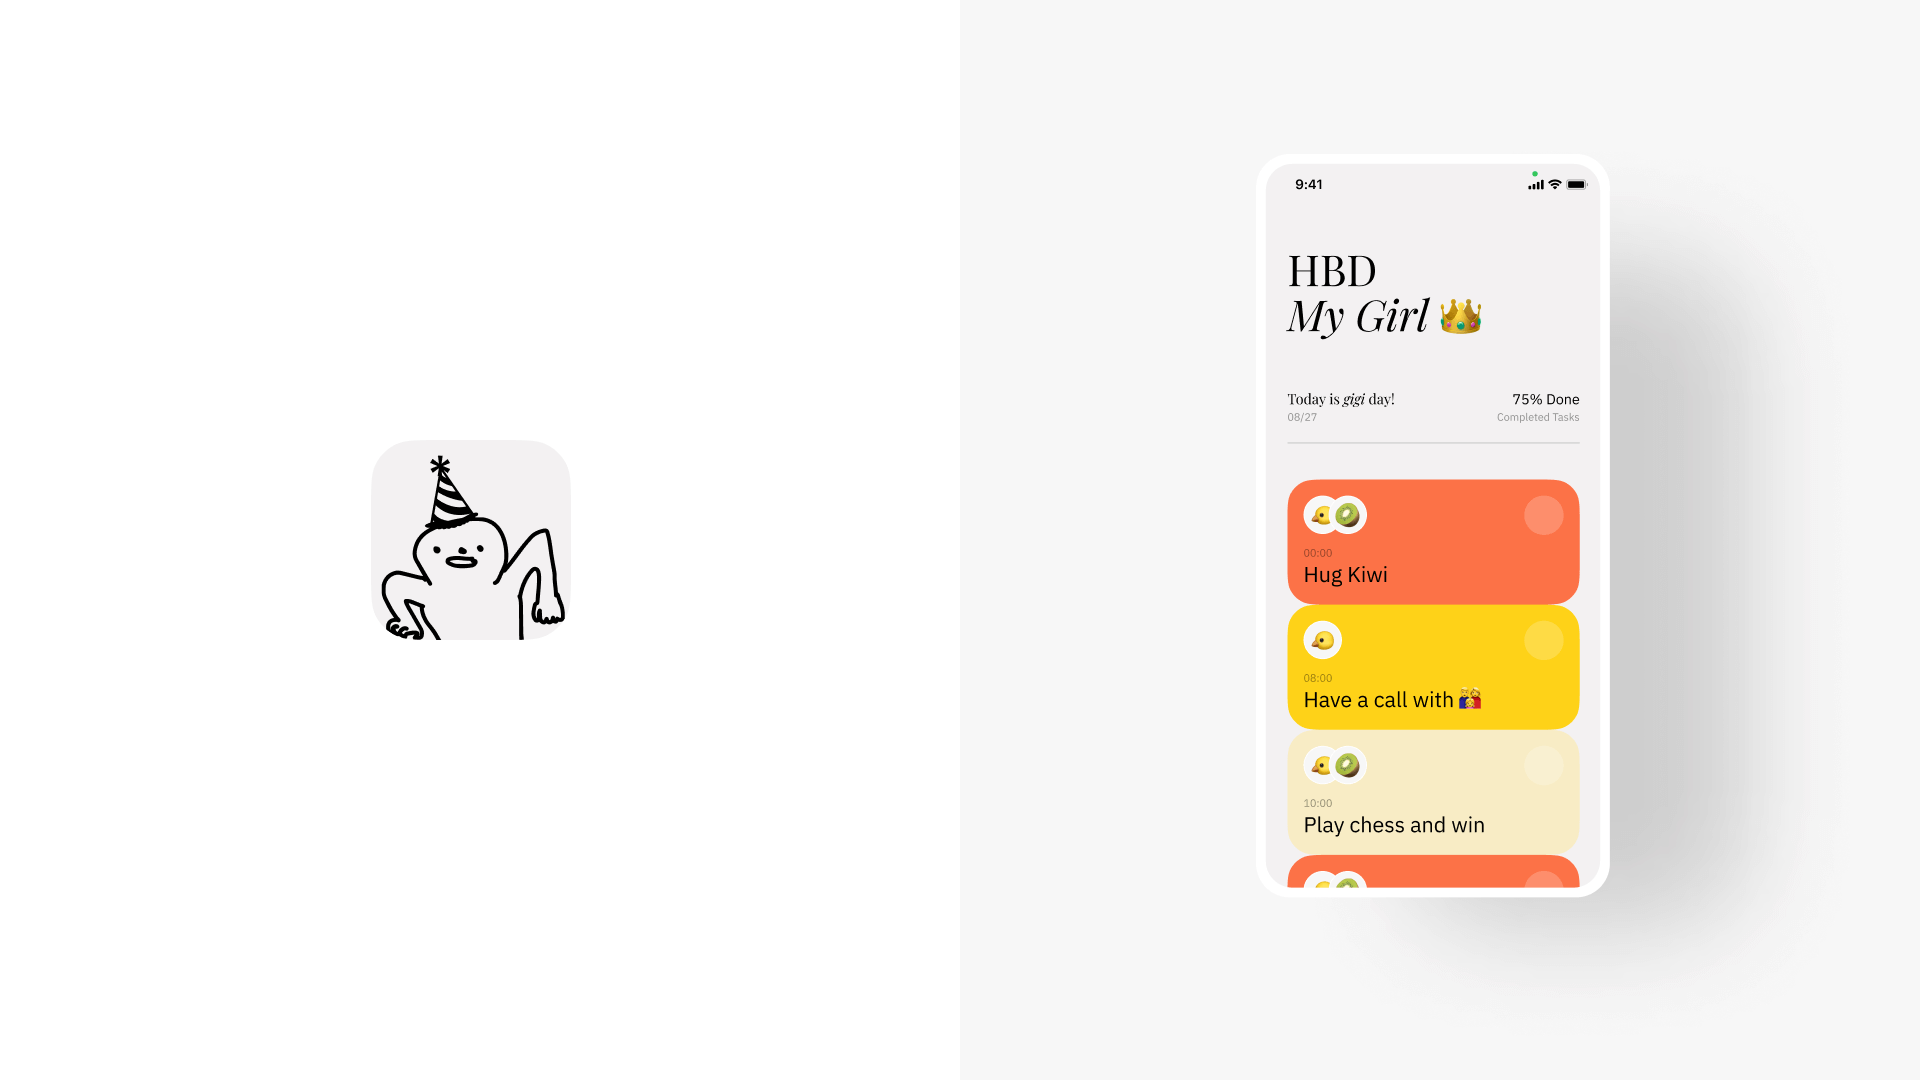 9:41
HBD
My Girl 👑
Today is gigi day!
08/27
75% Done
Completed Tasks
00:00
Hug Kiwi
08:00
Have a call with 👨‍👩‍👧
10:00
Play chess and win